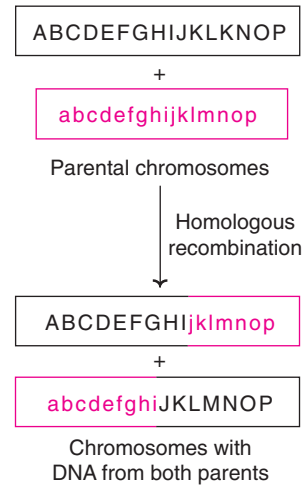 ABCDEFGHIJKLKNOP
+
abcdefghijklmnop
Parental chromosomes
Homologous
recombination
ABCDEFGHIjklmnop
+
abcdefghiJKLMNOP
Chromosomes with
DNA from both parents